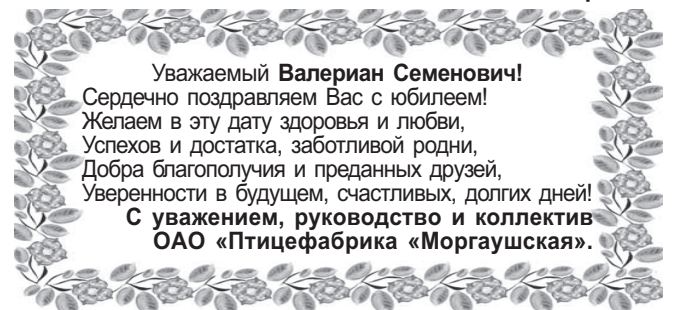 Уважаемый Валериан Семенович!
Сердечно поздравляем Вас с юбилеем!
Желаем в эту дату здоровья и любви,
Успехов и достатка, заботливой родни,
Добра благополучия и преданных друзей,
Уверенности в будущем, счастливых, долгих дней!
С уважением, руководство и коллектив
ОАО «Птицефабрика «Моргаушская».